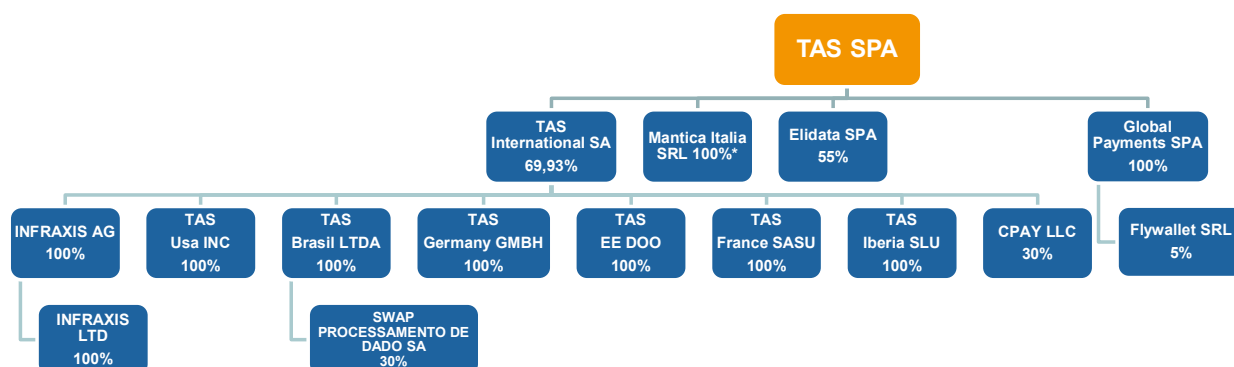 TAS SPA
TAS
International SA
69,93%
Mantica Italia
SRL 100%*
Elidata SPA
55%
Global
Payments SPA
100%
INFRAXIS AG
100%
TAS
Usa INC
100%
TAS
Brasil LTDA
100%
TAS
Germany GMBH
100%
TAS
EE DOO
100%
TAS
France SASU
100%
TAS
Iberia SLU
100%
CPAY LLC
30%
Flywallet SRL
5%
INFRAXIS
LTD
100%
SWAP
PROCESSAMENTO DE
DADO SA
30%